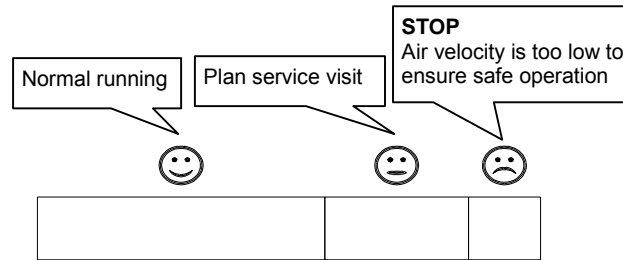 Normal running
Plan service visit
STOP
Air velocity is too low to
ensure safe operation